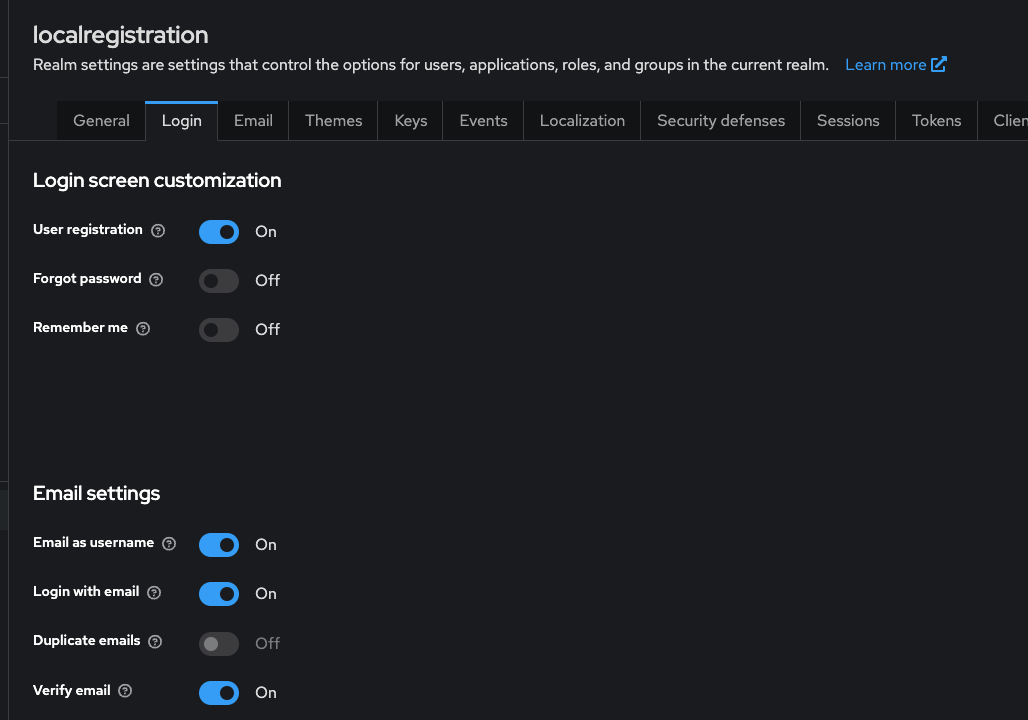 localregistration
Realm settings are settings that control the options for users, applications, roles, and groups in the current realm. Learn more
General Login Email Themes Keys Events Localization Security defenses Sessions Tokens Clien
Login screen customization
User registration On
Forgot password Off
Remember me Off
Email settings
Email as username On
Login with email On
Duplicate emails Off
Verify email On